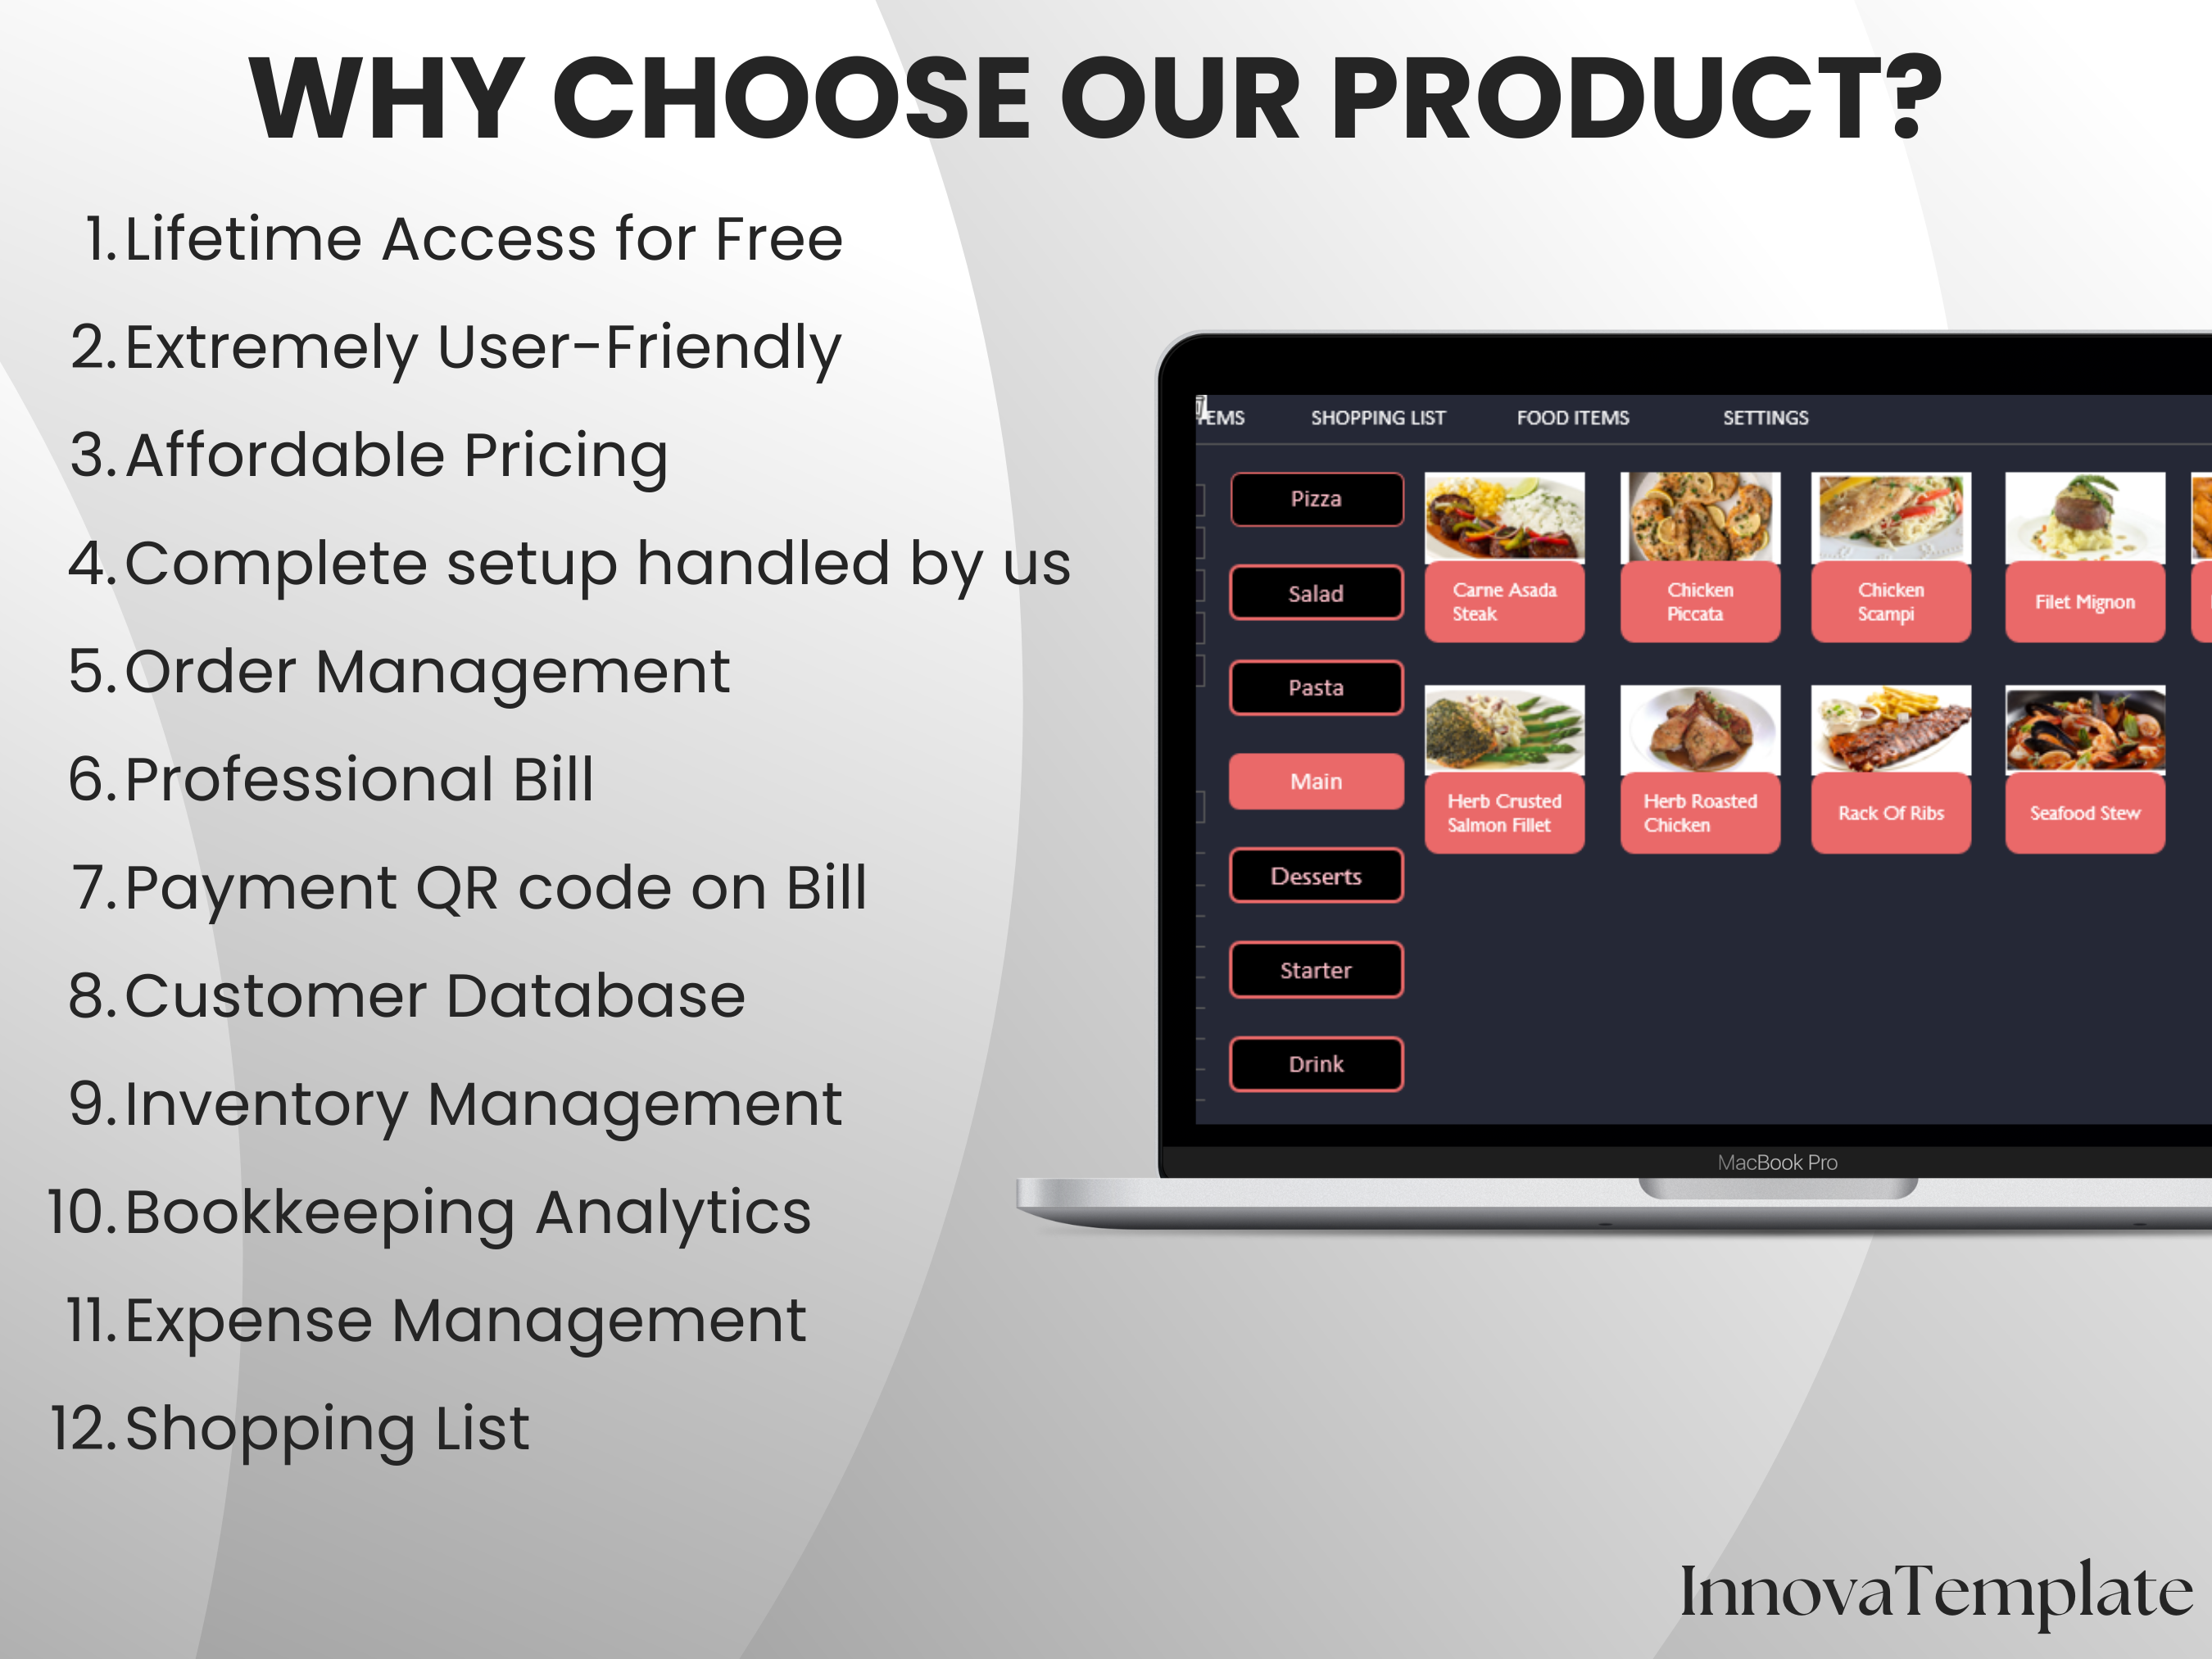 WHY CHOOSE OUR PRODUCT?
1. Lifetime Access for Free
2. Extremely User-Friendly
3. Affordable Pricing
4. Complete setup handled by us
5. Order Management
6. Professional Bill
7. Payment QR code on Bill
8. Customer Database
9. Inventory Management
10. Bookkeeping Analytics
11. Expense Management
12. Shopping List
SHOPPING LIST
FOOD ITEMS
SETTINGS
Pizza
Salad
Pasta
Main
Desserts
Starter
Drink
Carne Asada
Steak
Chicken
Piccata
Chicken
Scampi
Filet Mignon
Herb Crusted
Salmon Fillet
Herb Roasted
Chicken
Rack Of Ribs
Seafood Stew
MacBook Pro
InnovaTemplate